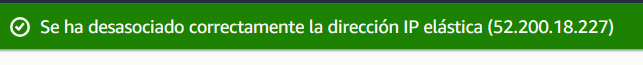 Se ha desasociado correctamente la dirección IP elástica (52.200.18.227)